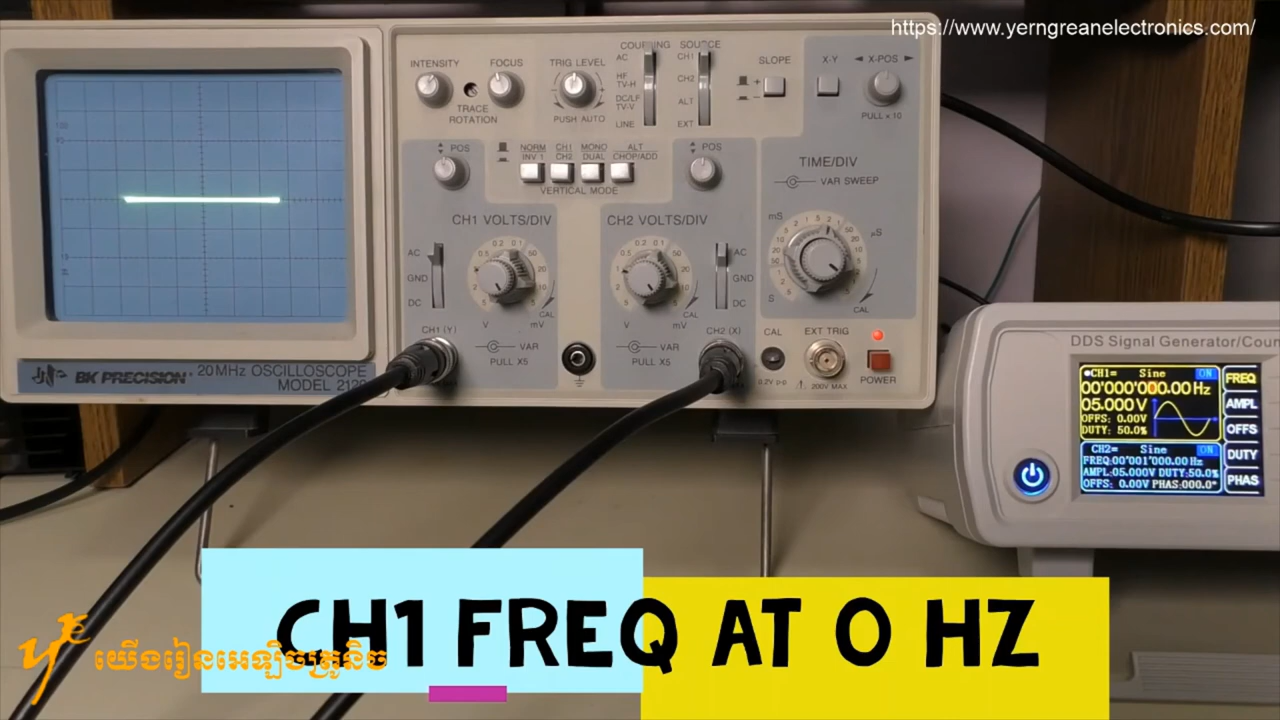 https://www.yerngreanelectronics.com/
COUPLING SOURCE
INTENSITY FOCUS TRIG LEVEL AC CH1 SLOPE X-Y X-POS
HF TV-H CH2
TRACE ROTATION DC/LF TV-V ALT
PUSH AUTO LINE EXT PULL x 10
POS NORM CH1 MONO ALT POS
INV 1 CH2 DUAL CHOP/ADD
VERTICAL MODE
TIME/DIV
VAR SWEEP
CH1 VOLTS/DIV CH2 VOLTS/DIV
mS µS
AC AC
GND GND
DC DC
S CAL
CAL CAL
V mV V mV
CH1 (Y) CH2 (X) CAL EXT TRIG
VAR VAR
PULL X5 PULL X5
POWER
0.2V p-p 200V MAX
BK PRECISION 20MHz OSCILLOSCOPE
MODEL
DDS Signal Generator/Coun
CH1= Sine ON
00'000'000.00Hz
05.000V
OFFS: 0.00V
DUTY: 50.0%
CH2= Sine ON
FREQ:00'001'000.00Hz
AMPL:05.000V DUTY:50.0%
OFFS: 0.00V PHAS:000.0°
FREQ
AMPL
OFFS
DUTY
PHAS
CH1 FREQ AT 0 HZ
យើងរៀនអេឡិចត្រូនិច